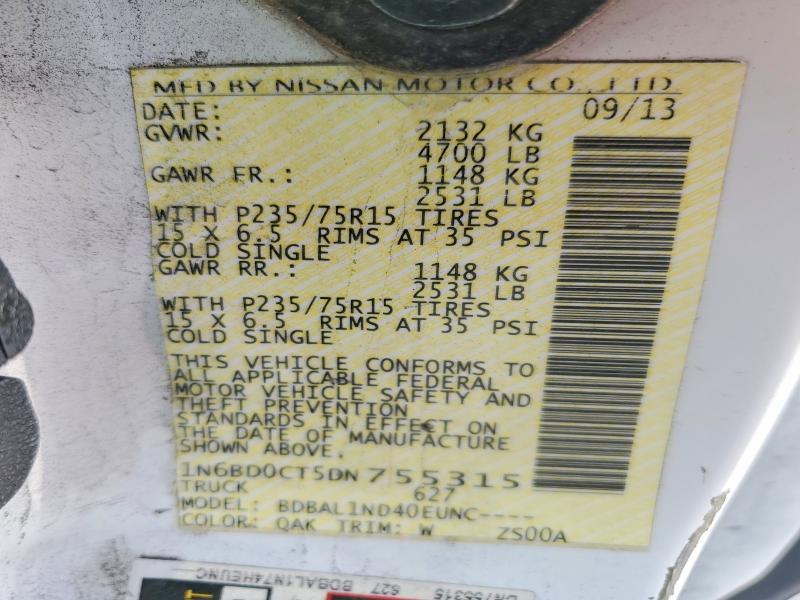 MFD BY NISSAN MOTOR CO., LTD
DATE: 09/13
GVWR: 2132 KG
4700 LB
GAWR FR.: 1148 KG
2531 LB
WITH P235/75R15 TIRES
15 X 6.5 RIMS AT 35 PSI
COLD SINGLE
GAWR RR.: 1148 KG
2531 LB
WITH P235/75R15 TIRES
15 X 6.5 RIMS AT 35 PSI
COLD SINGLE
THIS VEHICLE CONFORMS TO
ALL APPLICABLE FEDERAL
MOTOR VEHICLE SAFETY AND
THEFT PREVENTION
STANDARDS IN EFFECT ON
THE DATE OF MANUFACTURE
SHOWN ABOVE.
1N6BD0CT5DN755315
TRUCK 627
MODEL: BDBAL1ND40EUNC----
COLOR: QAK TRIM: W ZS00A
627 BDBAL1N74HEUNC
DN755315